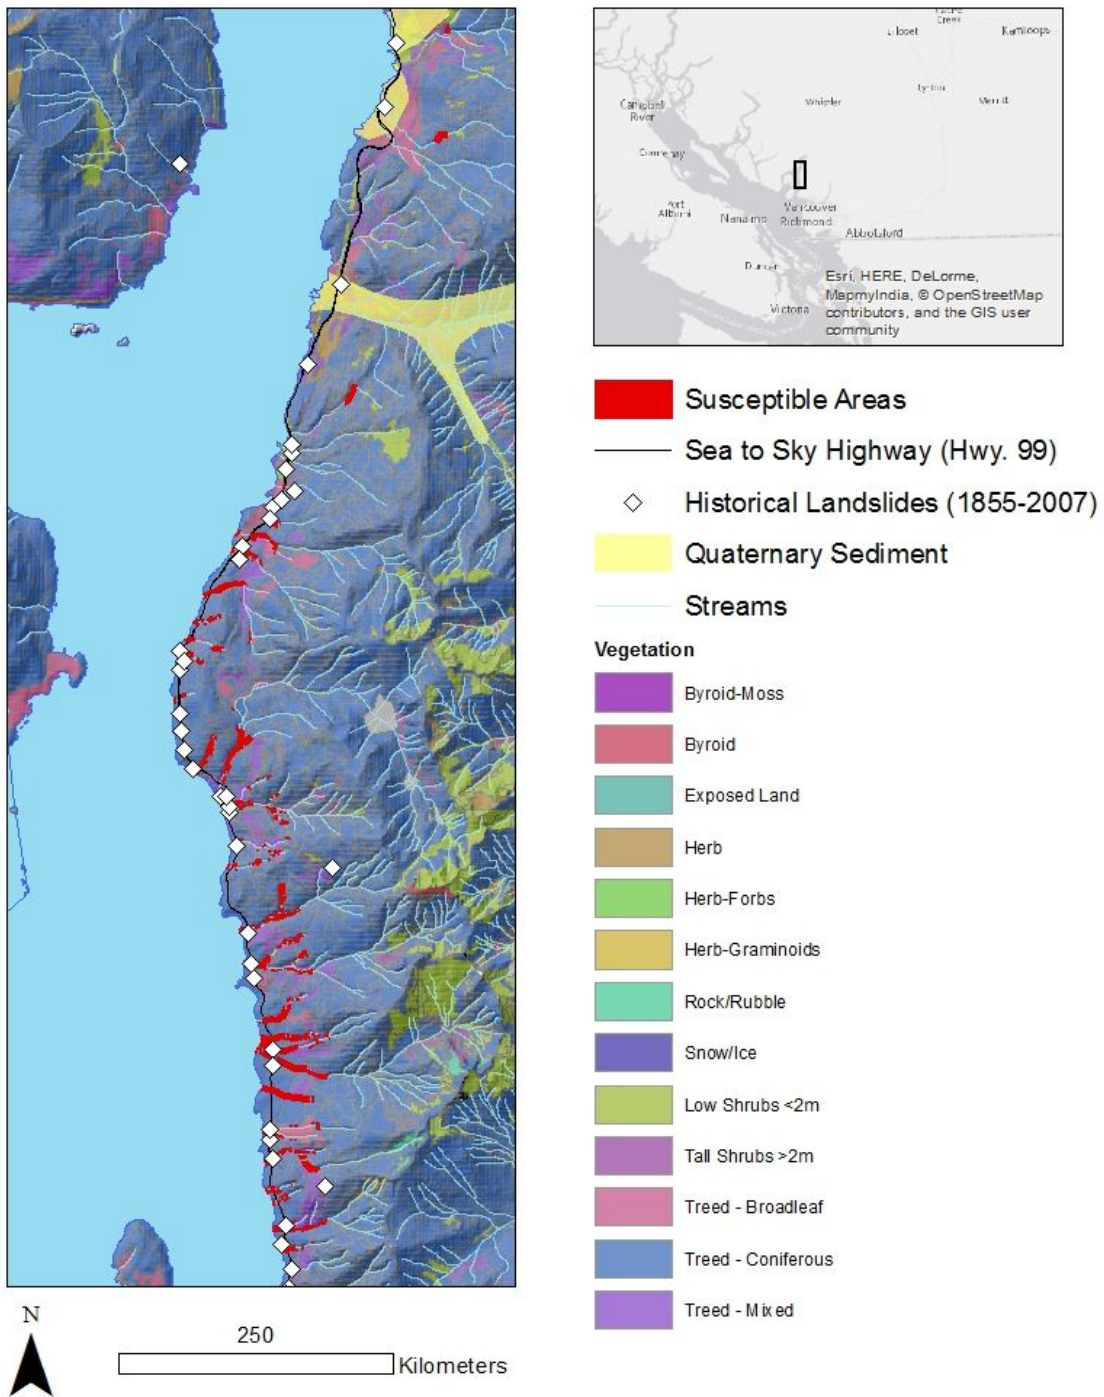 Creek
Lillooet
Kamloops
Lytton
Whistler
Merritt
Campbell
River
Courtenay
Port
Alberni
Nanaimo
Vancouver
Richmond
Abbotsford
Duncan
Victoria
Esri, HERE, DeLorme,
MapmyIndia, © OpenStreetMap
contributors, and the GIS user
community
Susceptible Areas
Sea to Sky Highway (Hwy. 99)
Historical Landslides (1855-2007)
Quaternary Sediment
Streams
Vegetation
Byroid-Moss
Byroid
Exposed Land
Herb
Herb-Forbs
Herb-Graminoids
Rock/Rubble
Snow/Ice
Low Shrubs <2m
Tall Shrubs >2m
Treed - Broadleaf
Treed - Coniferous
Treed - Mixed
N
250
Kilometers